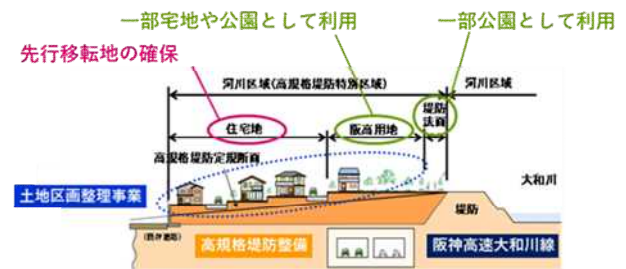 一部宅地や公園として利用
一部公園として利用
先行移転地の確保
河川区域(高規格堤防特別区域)
河川区域
住宅地
阪高用地
堤防
法面
高規格堤防定規断面
土地区画整理事業
大和川
堤防
高規格堤防整備
阪神高速大和川線